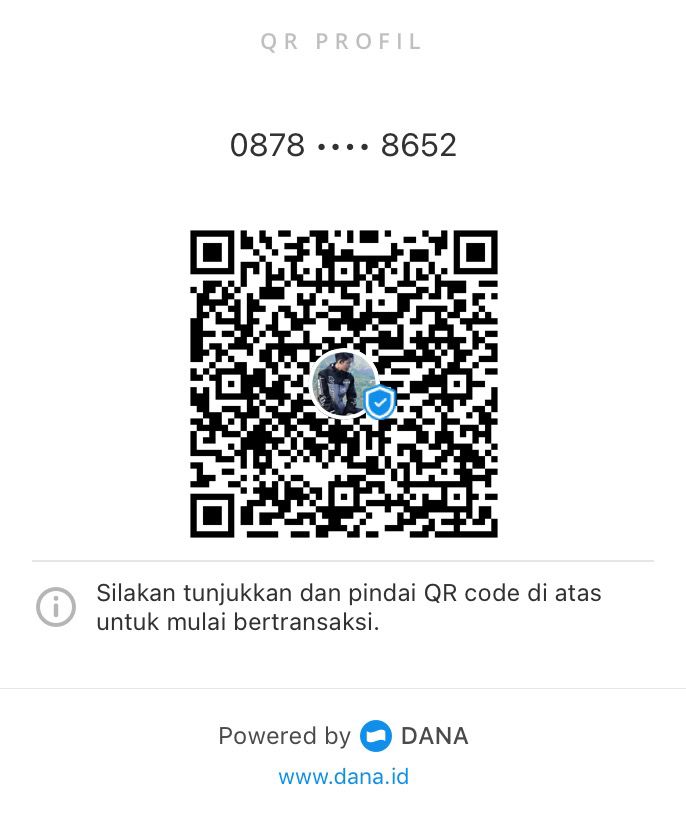 QR PROFIL
0878 •••• 8652
Silakan tunjukkan dan pindai QR code di atas
untuk mulai bertransaksi.
Powered by DANA
www.dana.id